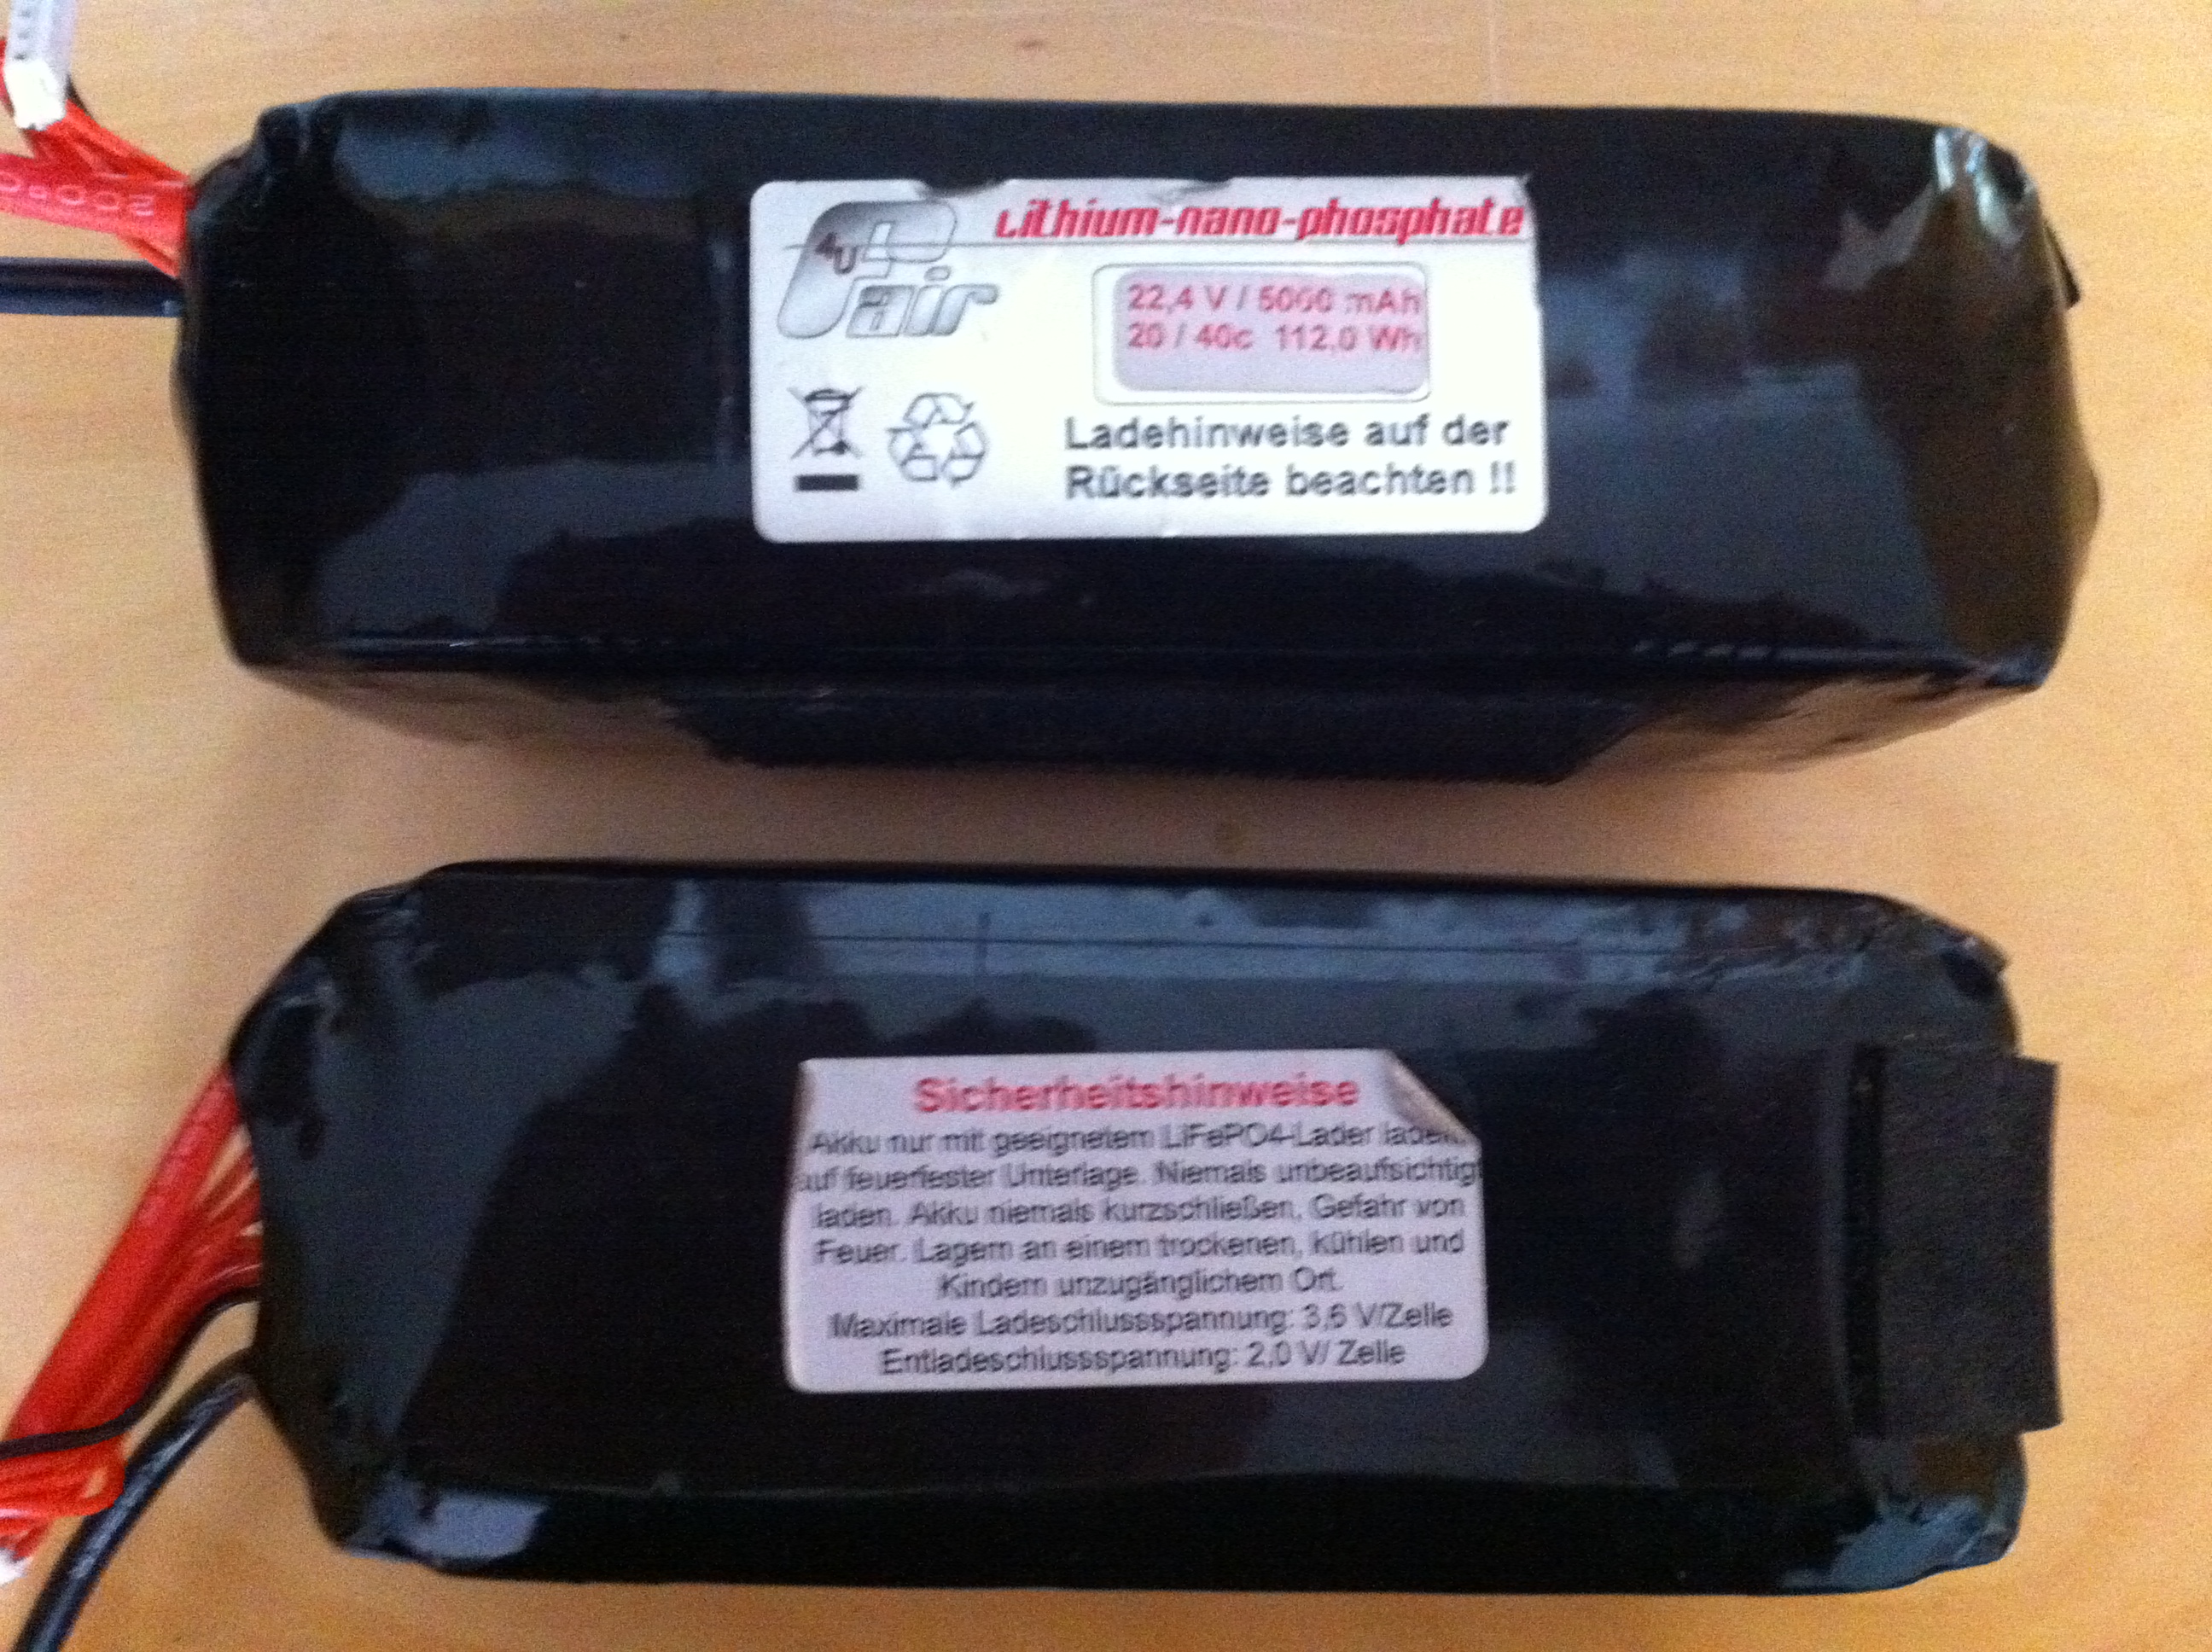 Lithium-nano-phosphate
4U
air
22,4 V / 5000 mAh
20 / 40c 112,0 Wh
Ladehinweise auf der
Rückseite beachten !!
Sicherheitshinweise
Akku nur mit geeignetem LiFePO4-Lader laden
auf feuerfester Unterlage. Niemals unbeaufsichtigt
laden. Akku niemals kurzschließen. Gefahr von
Feuer. Lagern an einem trockenen, kühlen und
Kindern unzugänglichem Ort.
Maximale Ladeschlussspannung: 3,6 V/Zelle
Entladeschlussspannung: 2,0 V/ Zelle